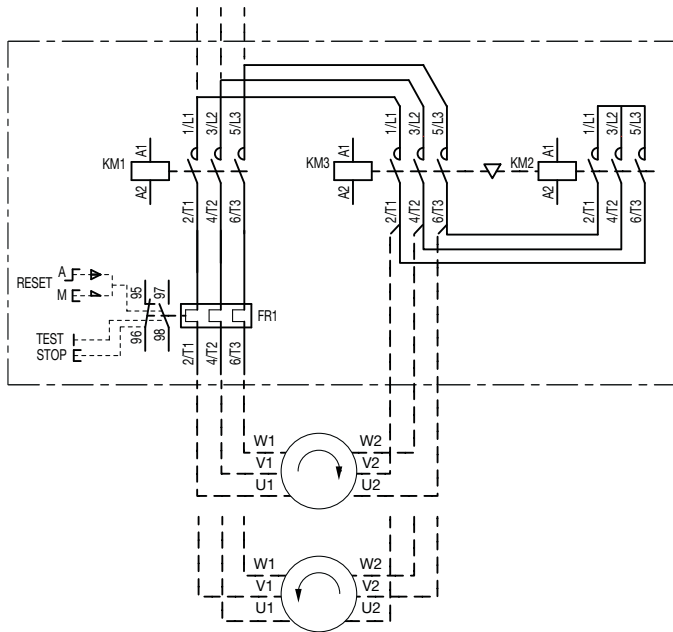 1/L1 3/L2 5/L3
1/L1 3/L2 5/L3
1/L1 3/L2 5/L3
KM1 A1 A2
KM3 A1 A2
KM2 A1 A2
2/T1 4/T2 6/T3
2/T1 4/T2 6/T3
2/T1 4/T2 6/T3
RESET A
M
95 97
96 98
TEST
STOP
FR1
2/T1 4/T2 6/T3
W1 W2
V1 V2
U1 U2
W1 W2
V1 V2
U1 U2